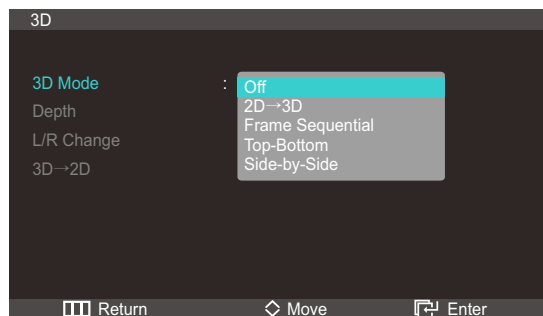 3D
3D Mode : Off
Depth 2D→3D
L/R Change Frame Sequential
3D→2D Top-Bottom
Side-by-Side
Return Move Enter